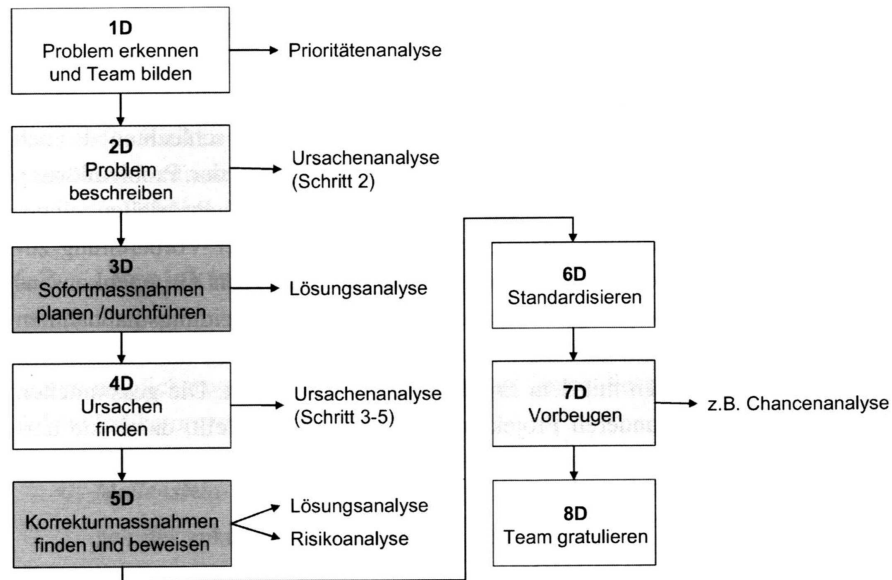 1D
Problem erkennen
und Team bilden
Prioritätenanalyse
2D
Problem
beschreiben
Ursachenanalyse
(Schritt 2)
3D
Sofortmassnahmen
planen /durchführen
Lösungsanalyse
4D
Ursachen
finden
Ursachenanalyse
(Schritt 3-5)
5D
Korrekturmassnahmen
finden und beweisen
Lösungsanalyse
Risikoanalyse
6D
Standardisieren
7D
Vorbeugen
z.B. Chancenanalyse
8D
Team gratulieren